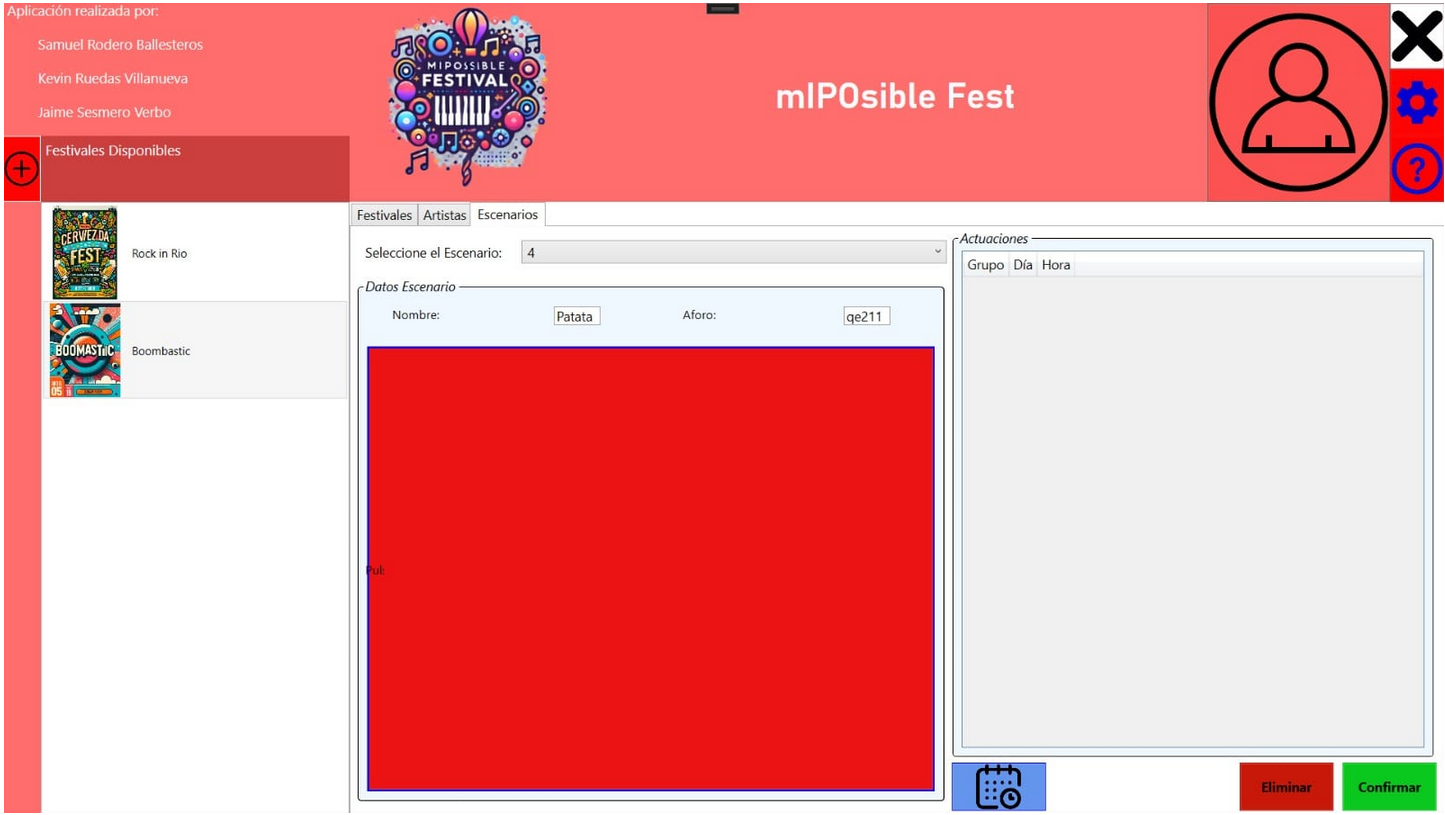 Aplicación realizada por:
Samuel Rodero Ballesteros
Kevin Ruedas Villanueva
Jaime Sesmero Verbo
MIPOSSIBLE
FESTIVAL
mIPOsible Fest
?
Festivales Disponibles
CERVEZDA
FEST
Rock in Rio
BOOMASTIC
05
Boombastic
Festivales Artistas Escenarios
Seleccione el Escenario: 4
Datos Escenario
Nombre: Patata Aforo: qe211
Pul
Actuaciones
Grupo Día Hora
Eliminar Confirmar